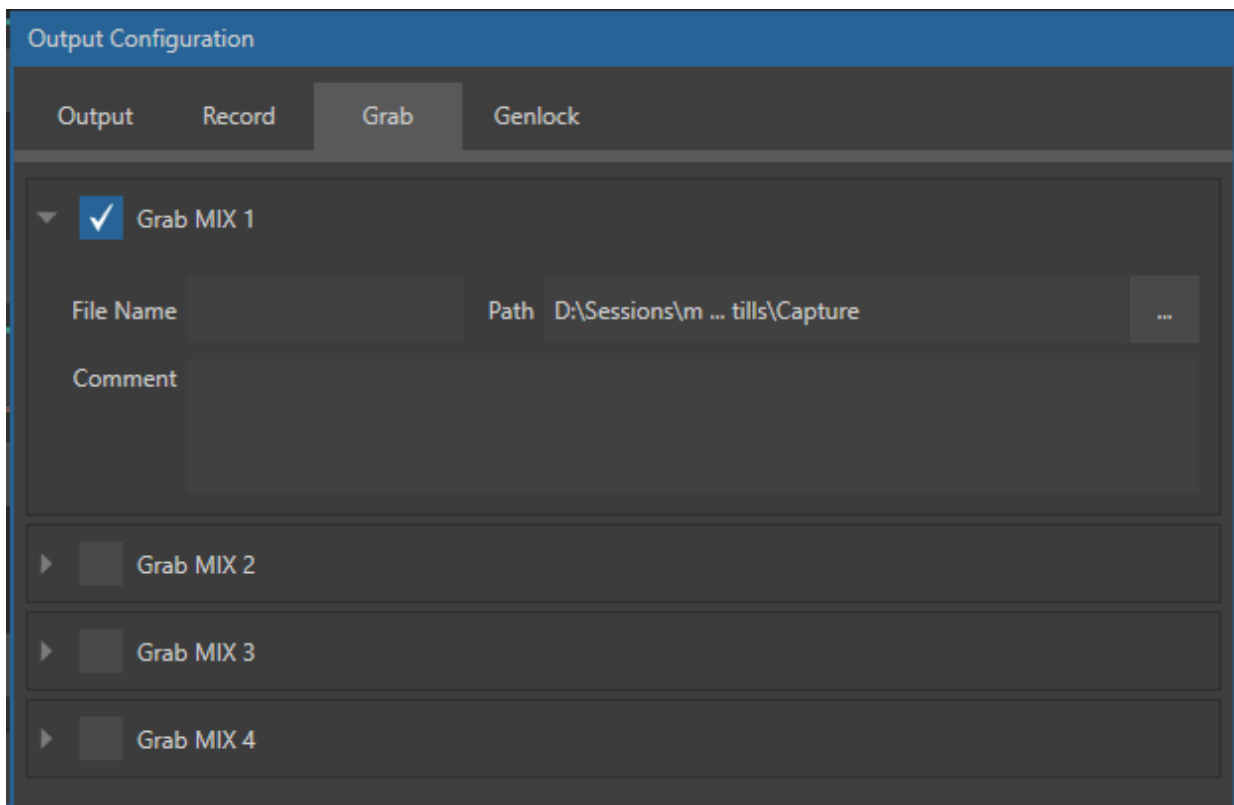 Output Configuration
Output Record Grab Genlock
Grab MIX 1
File Name Path D:\Sessions\m ... tills\Capture ...
Comment
Grab MIX 2
Grab MIX 3
Grab MIX 4